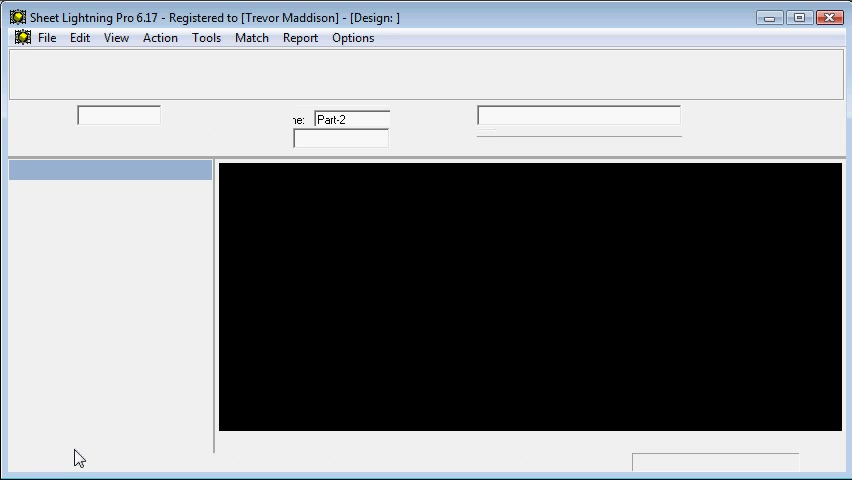 Sheet Lightning Pro 6.17 - Registered to [Trevor Maddison] - [Design: ]
File Edit View Action Tools Match Report Options
ne: Part-2